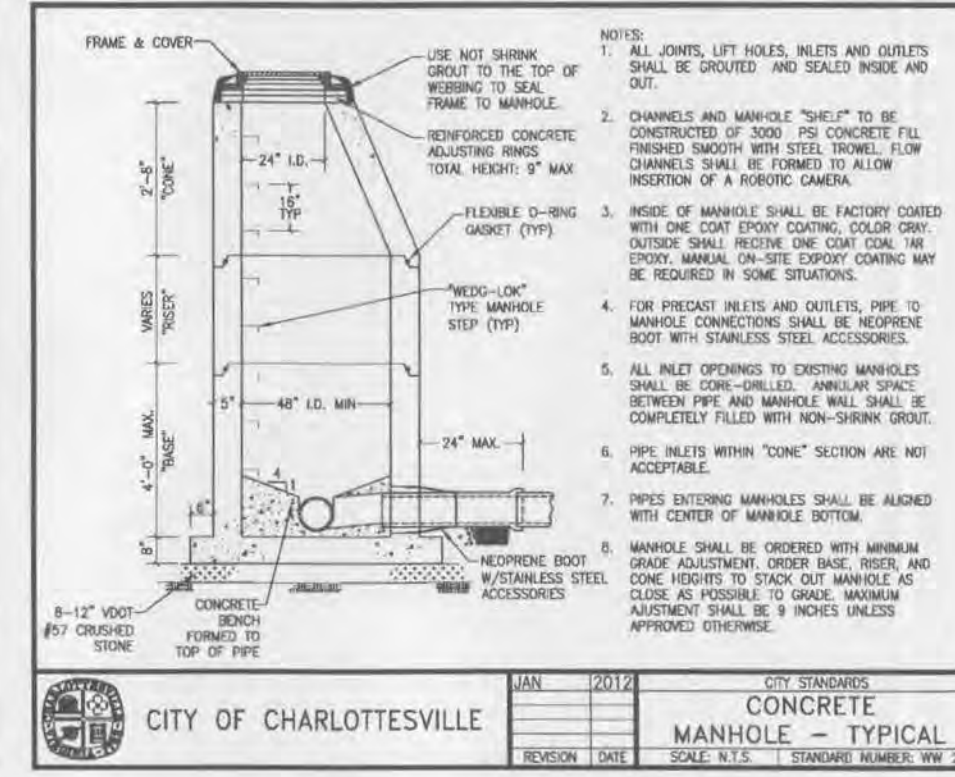 FRAME & COVER
USE NOT SHRINK
GROUT TO THE TOP OF
WEBBING TO SEAL
FRAME TO MANHOLE.
REINFORCED CONCRETE
ADJUSTING RINGS
TOTAL HEIGHT: 9" MAX
24" I.D.
16"
TYP
FLEXIBLE O-RING
GASKET (TYP)
"WEDG-LOK"
TYPE MANHOLE
STEP (TYP)
"CONE"
VARIES
"RISER"
4'-0" MAX.
"BASE"
8"
5"
48" I.D. MIN
24" MAX.
4
1
6"
NEOPRENE BOOT
W/STAINLESS STEEL
ACCESSORIES
8-12" VDOT
#57 CRUSHED
STONE
CONCRETE
BENCH
FORMED TO
TOP OF PIPE
NOTES:
1. ALL JOINTS, LIFT HOLES, INLETS AND OUTLETS
SHALL BE GROUTED AND SEALED INSIDE AND
OUT.
2. CHANNELS AND MANHOLE "SHELF" TO BE
CONSTRUCTED OF 3000 PSI CONCRETE FILL
FINISHED SMOOTH WITH STEEL TROWEL. FLOW
CHANNELS SHALL BE FORMED TO ALLOW
INSERTION OF A ROBOTIC CAMERA.
3. INSIDE OF MANHOLE SHALL BE FACTORY COATED
WITH ONE COAT EPOXY COATING, COLOR GRAY.
OUTSIDE SHALL RECEIVE ONE COAT COAL TAR
EPOXY. MANUAL ON-SITE EXPOXY COATING MAY
BE REQUIRED IN SOME SITUATIONS.
4. FOR PRECAST INLETS AND OUTLETS, PIPE TO
MANHOLE CONNECTIONS SHALL BE NEOPRENE
BOOT WITH STAINLESS STEEL ACCESSORIES.
5. ALL INLET OPENINGS TO EXISTING MANHOLES
SHALL BE CORE-DRILLED. ANNULAR SPACE
BETWEEN PIPE AND MANHOLE WALL SHALL BE
COMPLETELY FILLED WITH NON-SHRINK GROUT.
6. PIPE INLETS WITHIN "CONE" SECTION ARE NOT
ACCEPTABLE.
7. PIPES ENTERING MANHOLES SHALL BE ALIGNED
WITH CENTER OF MANHOLE BOTTOM.
8. MANHOLE SHALL BE ORDERED WITH MINIMUM
GRADE ADJUSTMENT. ORDER BASE, RISER, AND
CONE HEIGHTS TO STACK OUT MANHOLE AS
CLOSE AS POSSIBLE TO GRADE. MAXIMUM
AJUSTMENT SHALL BE 9 INCHES UNLESS
APPROVED OTHERWISE.
CITY OF CHARLOTTESVILLE
JAN 2012
REVISION DATE
CITY STANDARDS
CONCRETE
MANHOLE - TYPICAL
SCALE: N.T.S. STANDARD NUMBER: WW